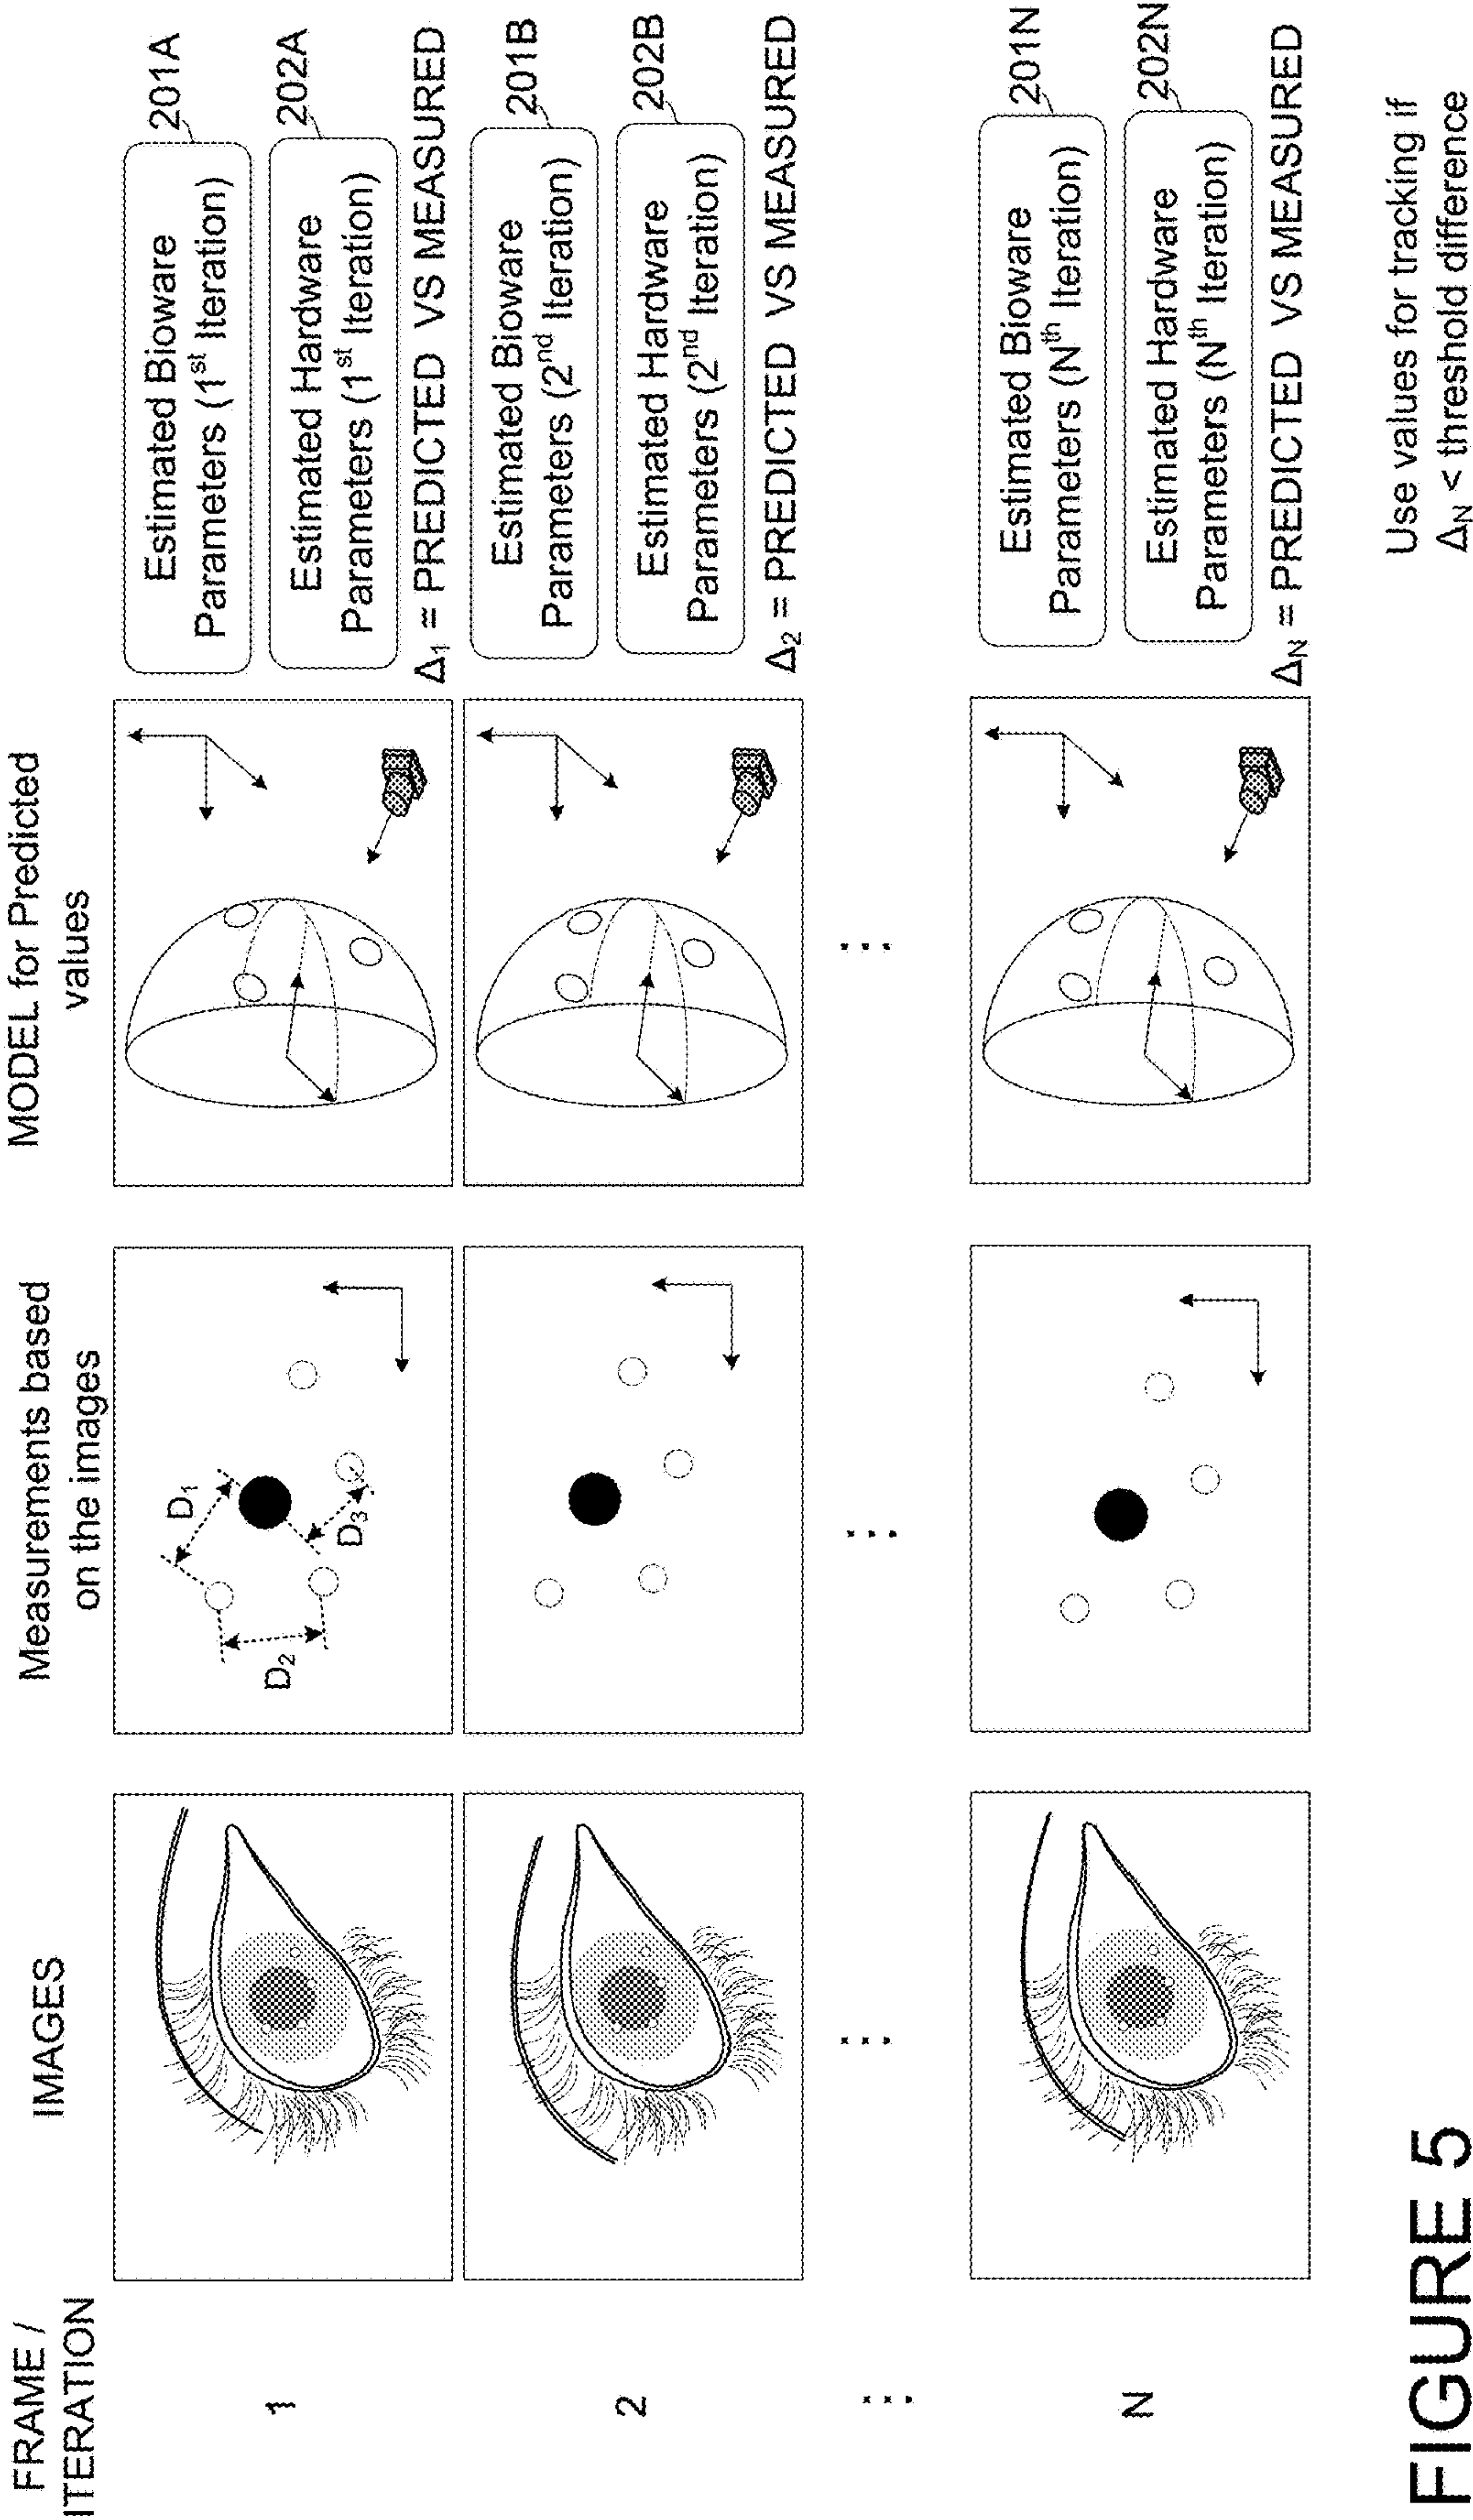 FRAME /
ITERATION
IMAGES
Measurements based
on the images
MODEL for Predicted
values
1
D1
D2
D3
Estimated Bioware
Parameters (1st Iteration)
201A
Estimated Hardware
Parameters (1st Iteration)
202A
Δ1 = PREDICTED VS MEASURED
2
Estimated Bioware
Parameters (2nd Iteration)
201B
Estimated Hardware
Parameters (2nd Iteration)
202B
Δ2 = PREDICTED VS MEASURED
N
Estimated Bioware
Parameters (Nth Iteration)
201N
Estimated Hardware
Parameters (Nth Iteration)
202N
ΔN = PREDICTED VS MEASURED
Use values for tracking if
ΔN < threshold difference
FIGURE 5